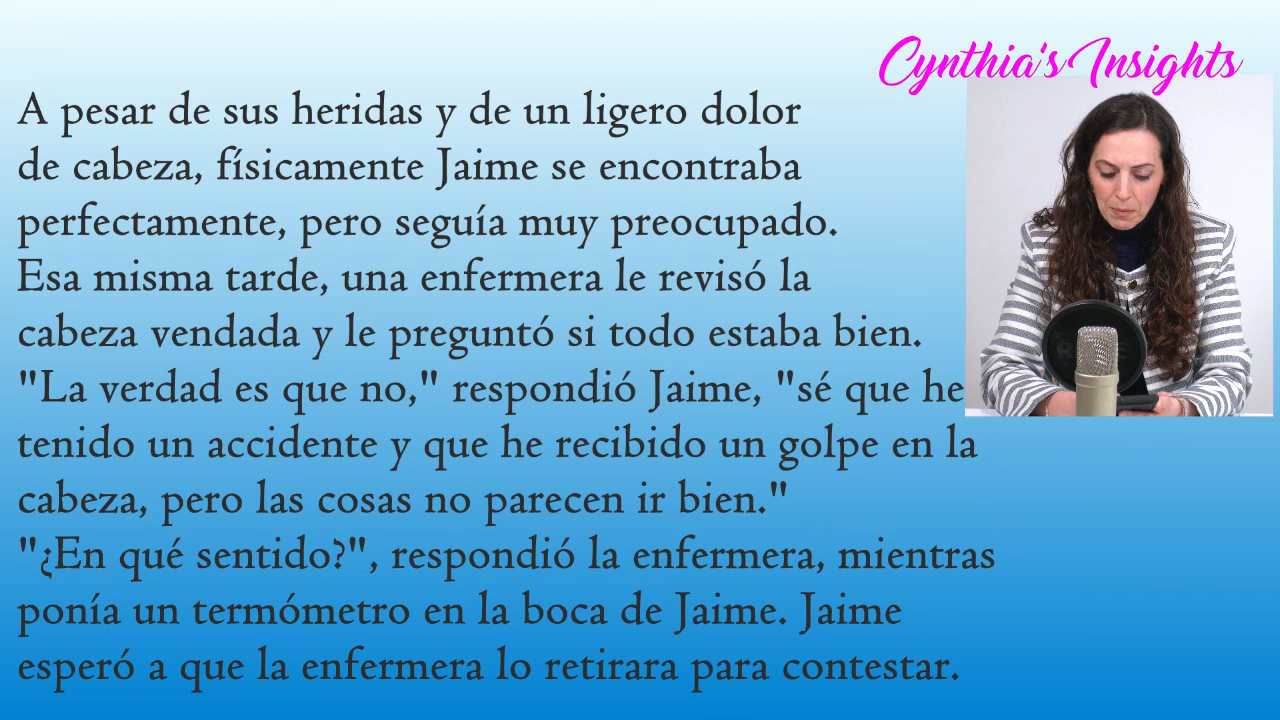 Cynthia's Insights
A pesar de sus heridas y de un ligero dolor
de cabeza, físicamente Jaime se encontraba
perfectamente, pero seguía muy preocupado.
Esa misma tarde, una enfermera le revisó la
cabeza vendada y le preguntó si todo estaba bien.
"La verdad es que no," respondió Jaime, "sé que he
tenido un accidente y que he recibido un golpe en la
cabeza, pero las cosas no parecen ir bien."
"¿En qué sentido?", respondió la enfermera, mientras
ponía un termómetro en la boca de Jaime. Jaime
esperó a que la enfermera lo retirara para contestar.